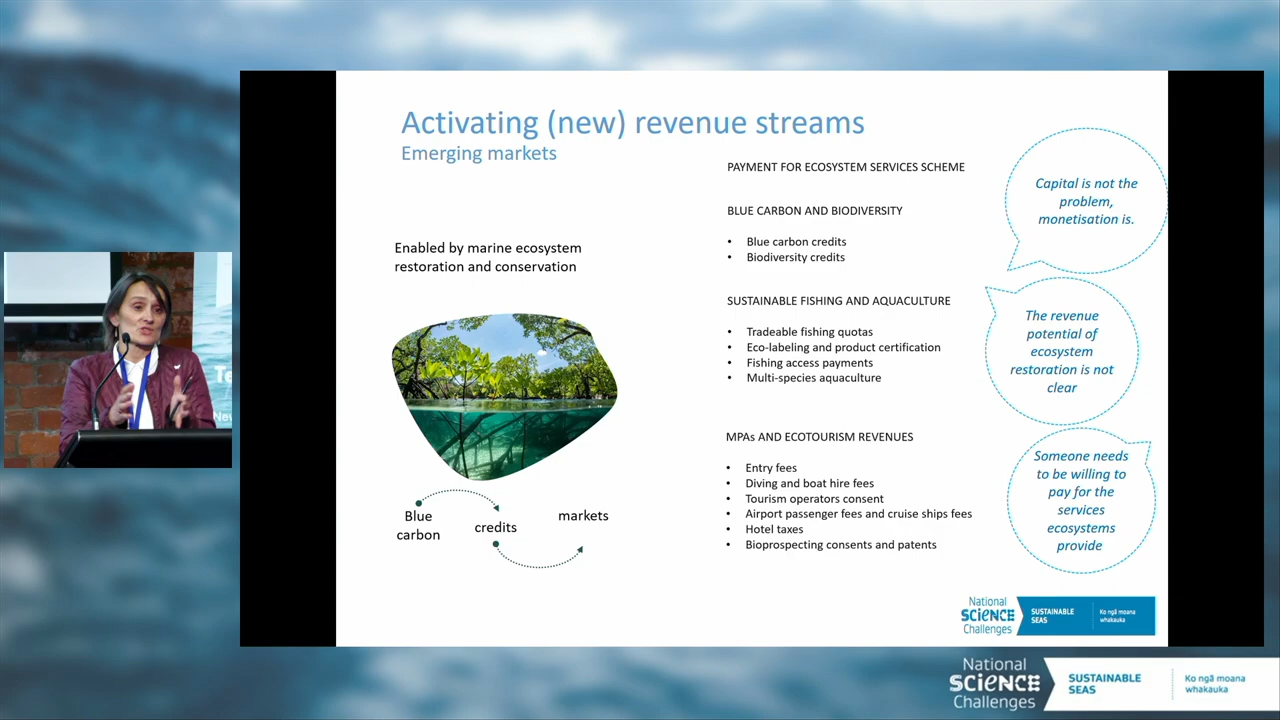 Activating (new) revenue streams
Emerging markets
Enabled by marine ecosystem
restoration and conservation
Blue
carbon
credits
markets
PAYMENT FOR ECOSYSTEM SERVICES SCHEME
BLUE CARBON AND BIODIVERSITY
• Blue carbon credits
• Biodiversity credits
SUSTAINABLE FISHING AND AQUACULTURE
• Tradeable fishing quotas
• Eco-labeling and product certification
• Fishing access payments
• Multi-species aquaculture
MPAs AND ECOTOURISM REVENUES
• Entry fees
• Diving and boat hire fees
• Tourism operators consent
• Airport passenger fees and cruise ships fees
• Hotel taxes
• Bioprospecting consents and patents
Capital is not the
problem,
monetisation is.
The revenue
potential of
ecosystem
restoration is not
clear
Someone needs
to be willing to
pay for the
services
ecosystems
provide
National
SCIENCE
Challenges
SUSTAINABLE
SEAS
Ko ngā moana
whakauka
National
SCIENCE
Challenges
SUSTAINABLE
SEAS
Ko ngā moana
whakauka